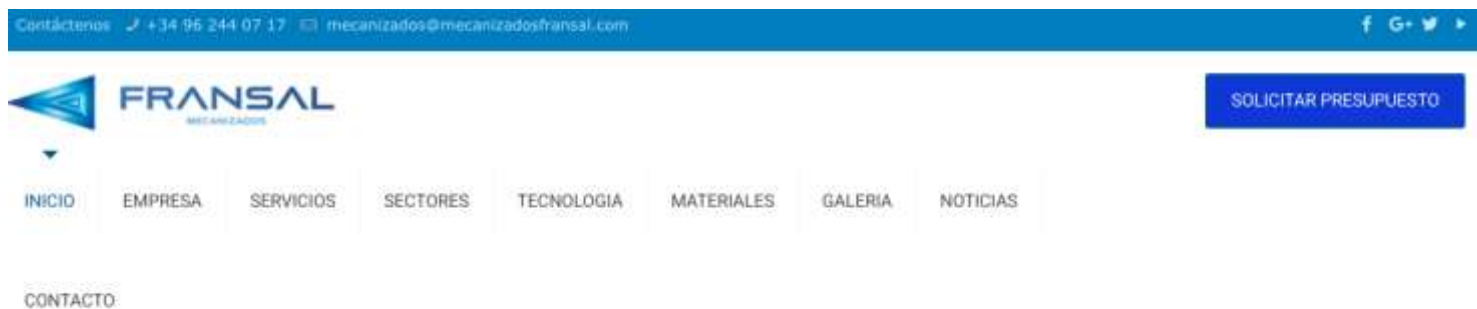 Contáctenos +34 96 244 07 17 mecanizados@mecanizadosfransal.com
FRANSAL
MECANIZADOS
SOLICITAR PRESUPUESTO
INICIO EMPRESA SERVICIOS SECTORES TECNOLOGIA MATERIALES GALERIA NOTICIAS
CONTACTO